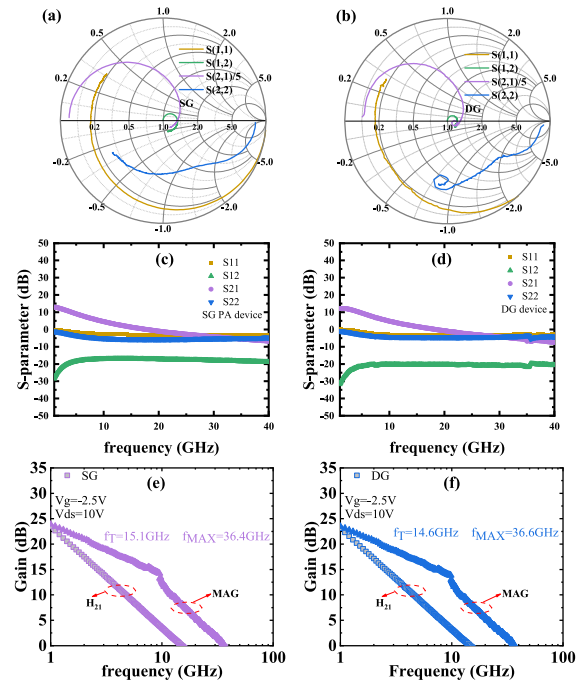 (a)
1.0
0.5
2.0
S(1,1)
S(1,2)
S(2,1)/5
S(2,2)
SG
0.2
5.0
0.2 0.5 1.0 2.0 5.0
-0.2
-5.0
-0.5
-2.0
-1.0
(b)
1.0
0.5
2.0
S(1,1)
S(1,2)
S(2,1)/5
S(2,2)
DG
0.2
5.0
0.2 0.5 1.0 2.0 5.0
-0.2
-5.0
-0.5
-2.0
-1.0
(c)
S11
S12
S21
S22
SG PA device
50
40
30
20
10
0
-10
-20
-30
-40
-50
S-parameter (dB)
10 20 30 40
frequency (GHz)
(d)
S11
S12
S21
S22
DG device
50
40
30
20
10
0
-10
-20
-30
-40
-50
S-parameter (dB)
10 20 30 40
frequency (GHz)
(e)
SG
Vg=-2.5V
Vds=10V
fT=15.1GHz fMAX=36.4GHz
H21
MAG
35
30
25
20
15
10
5
0
Gain (dB)
1 10 100
frequency (GHz)
(f)
DG
Vg=-2.5V
Vds=10V
fT=14.6GHz fMAX=36.6GHz
H21
MAG
35
30
25
20
15
10
5
0
Gain (dB)
1 10 100
Frequency (GHz)